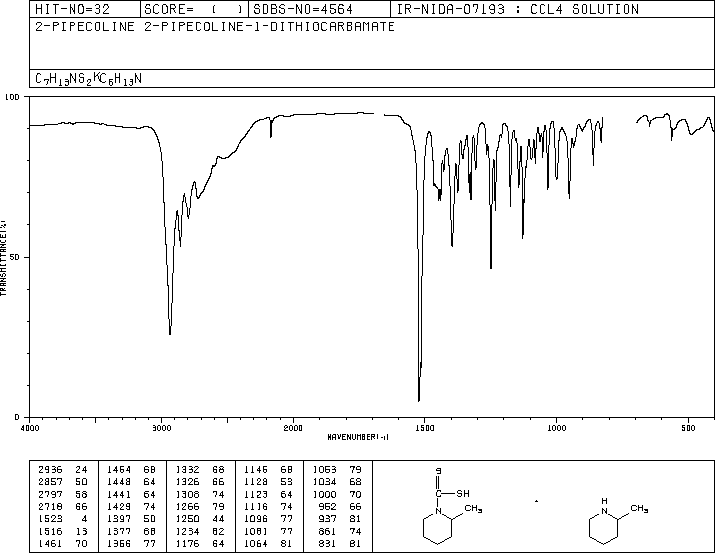 HIT-NO=32 SCORE= ( ) SDBS-NO=4564 IR-NIDA-07193 : CCL4 SOLUTION
2-PIPECOLINE 2-PIPECOLINE-1-DITHIOCARBAMATE
C7H13NS2 C6H13N
100
50
0
TRANSMITTANCE(%)
4000 3000 2000 1500 1000 500
WAVENUMBER(-1)
2936 24 1454 68 1332 68 1145 68 1053 79
2857 50 1448 64 1326 66 1128 53 1034 68
2797 58 1441 64 1308 74 1123 64 1000 70
2718 66 1429 74 1266 79 1116 74 952 66
1523 4 1397 50 1250 44 1096 77 937 81
1516 13 1377 68 1234 82 1081 77 861 74
1461 70 1356 77 1176 64 1064 81 831 81
S
C—SH
N CH3
H
N
CH3